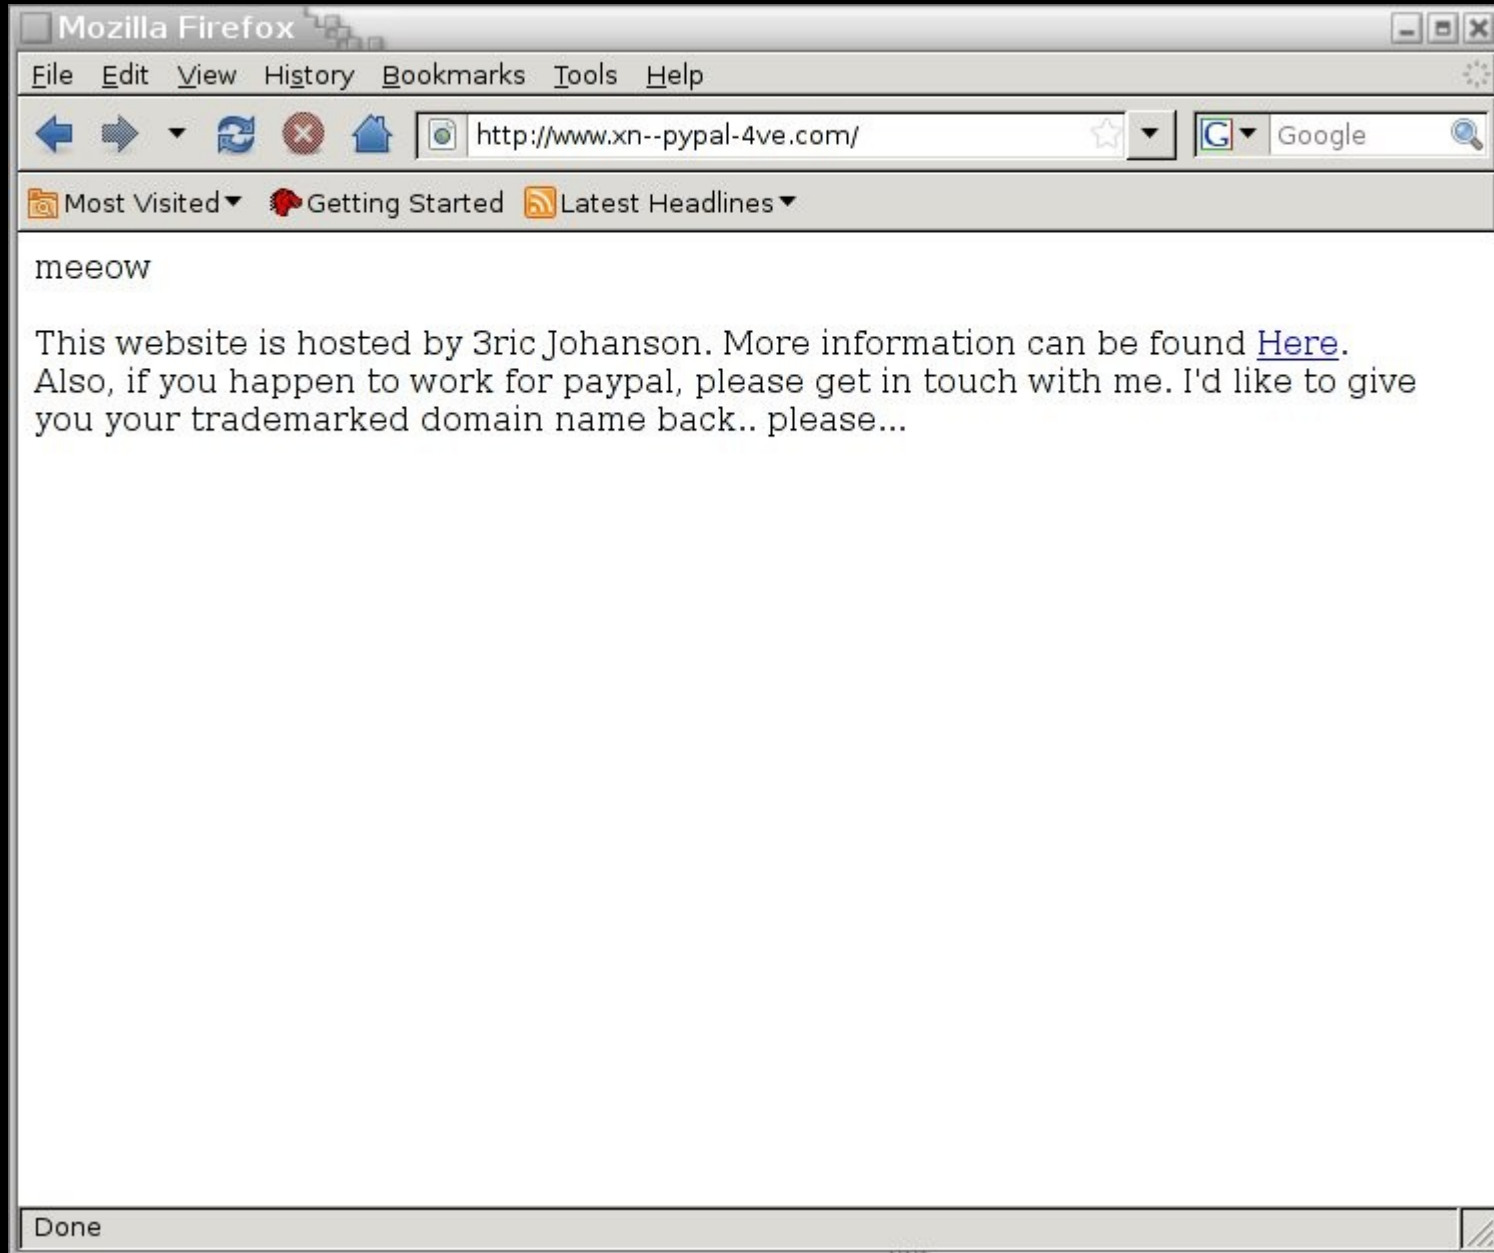 Mozilla Firefox
File Edit View History Bookmarks Tools Help
http://www.xn--pypal-4ve.com/ G Google
Most Visited Getting Started Latest Headlines
meeow
This website is hosted by 3ric Johanson. More information can be found Here.
Also, if you happen to work for paypal, please get in touch with me. I'd like to give
you your trademarked domain name back.. please...
Done